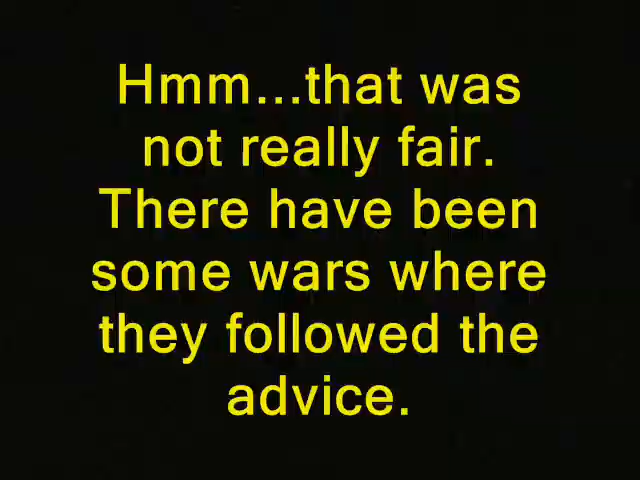 Hmm...that was
not really fair.
There have been
some wars where
they followed the
advice.